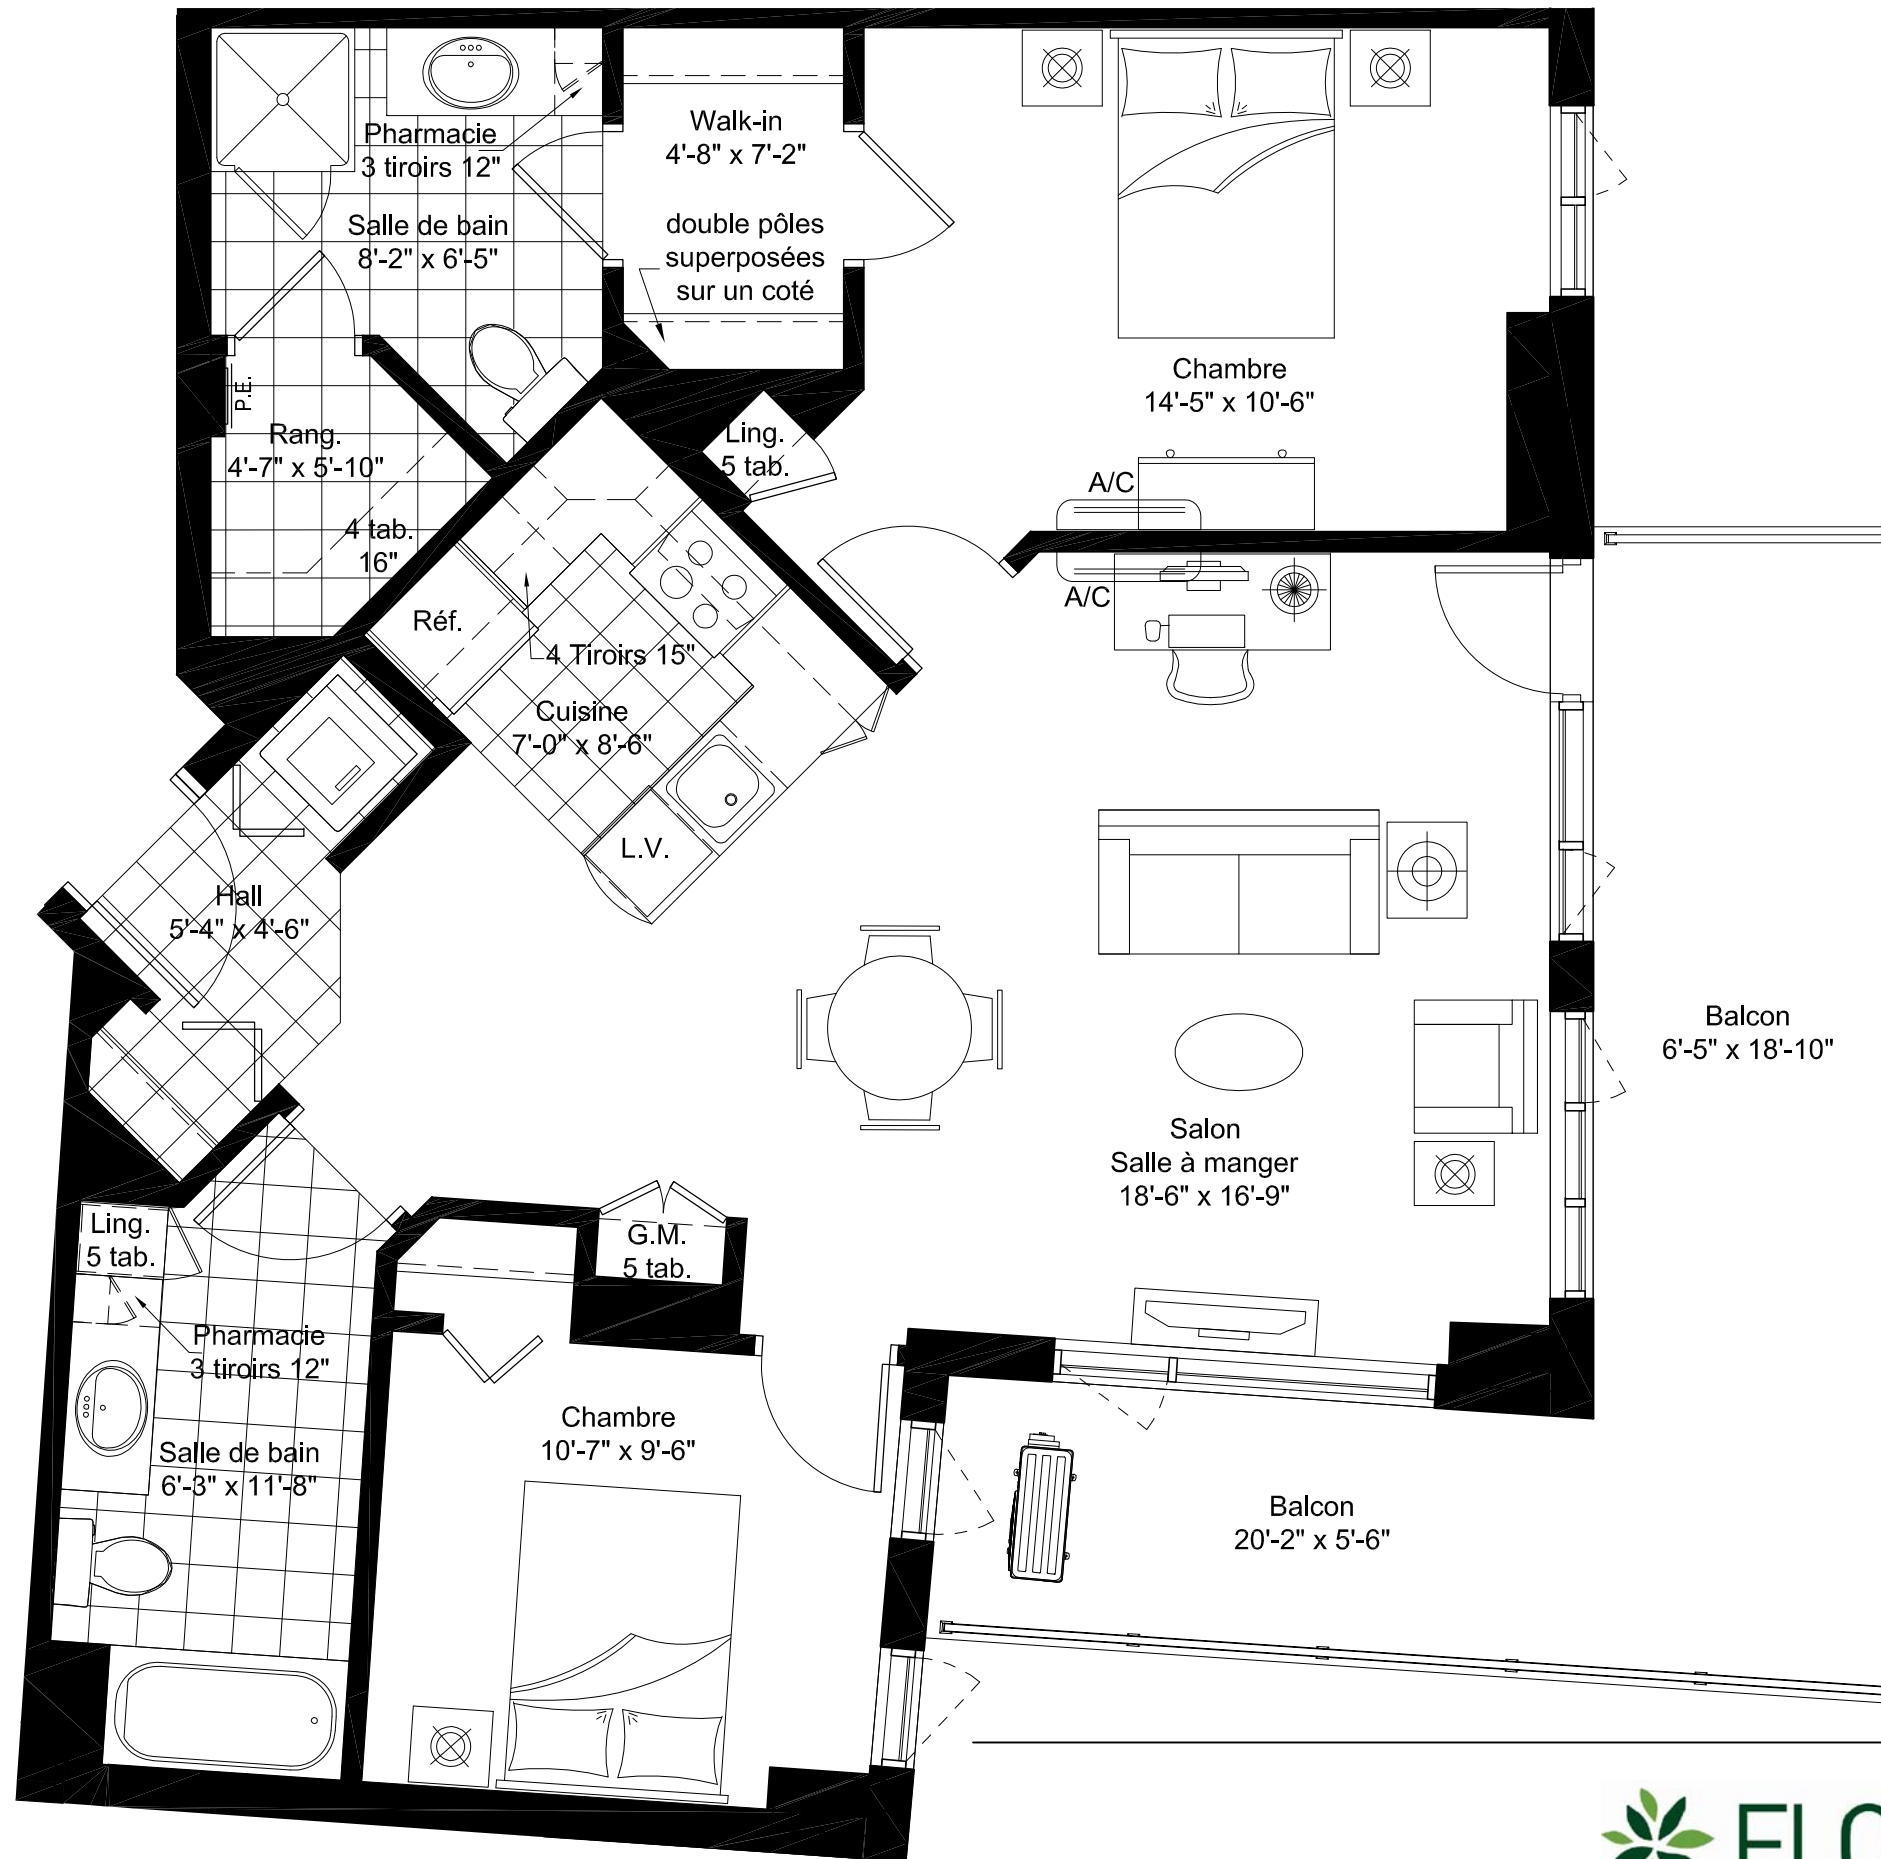 Pharmacie
3 tiroirs 12"
Walk-in
4'-8" x 7'-2"
Salle de bain
8'-2" x 6'-5"
double pôles
superposées
sur un coté
Chambre
14'-5" x 10'-6"
P.E.
Rang.
4'-7" x 5'-10"
4 tab.
16"
Ling.
5 tab.
A/C
A/C
Réf.
4 Tiroirs 15"
Cuisine
7'-0" x 8'-6"
L.V.
Hall
5'-4" x 4'-6"
Balcon
6'-5" x 18'-10"
Salon
Salle à manger
18'-6" x 16'-9"
Ling.
5 tab.
G.M.
5 tab.
Pharmacie
3 tiroirs 12"
Chambre
10'-7" x 9'-6"
Salle de bain
6'-3" x 11'-8"
Balcon
20'-2" x 5'-6"